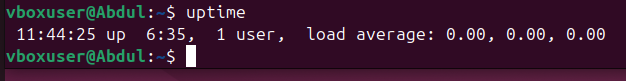 vboxuser@Abdul:~$ uptime
 11:44:25 up  6:35,  1 user,  load average: 0.00, 0.00, 0.00
vboxuser@Abdul:~$